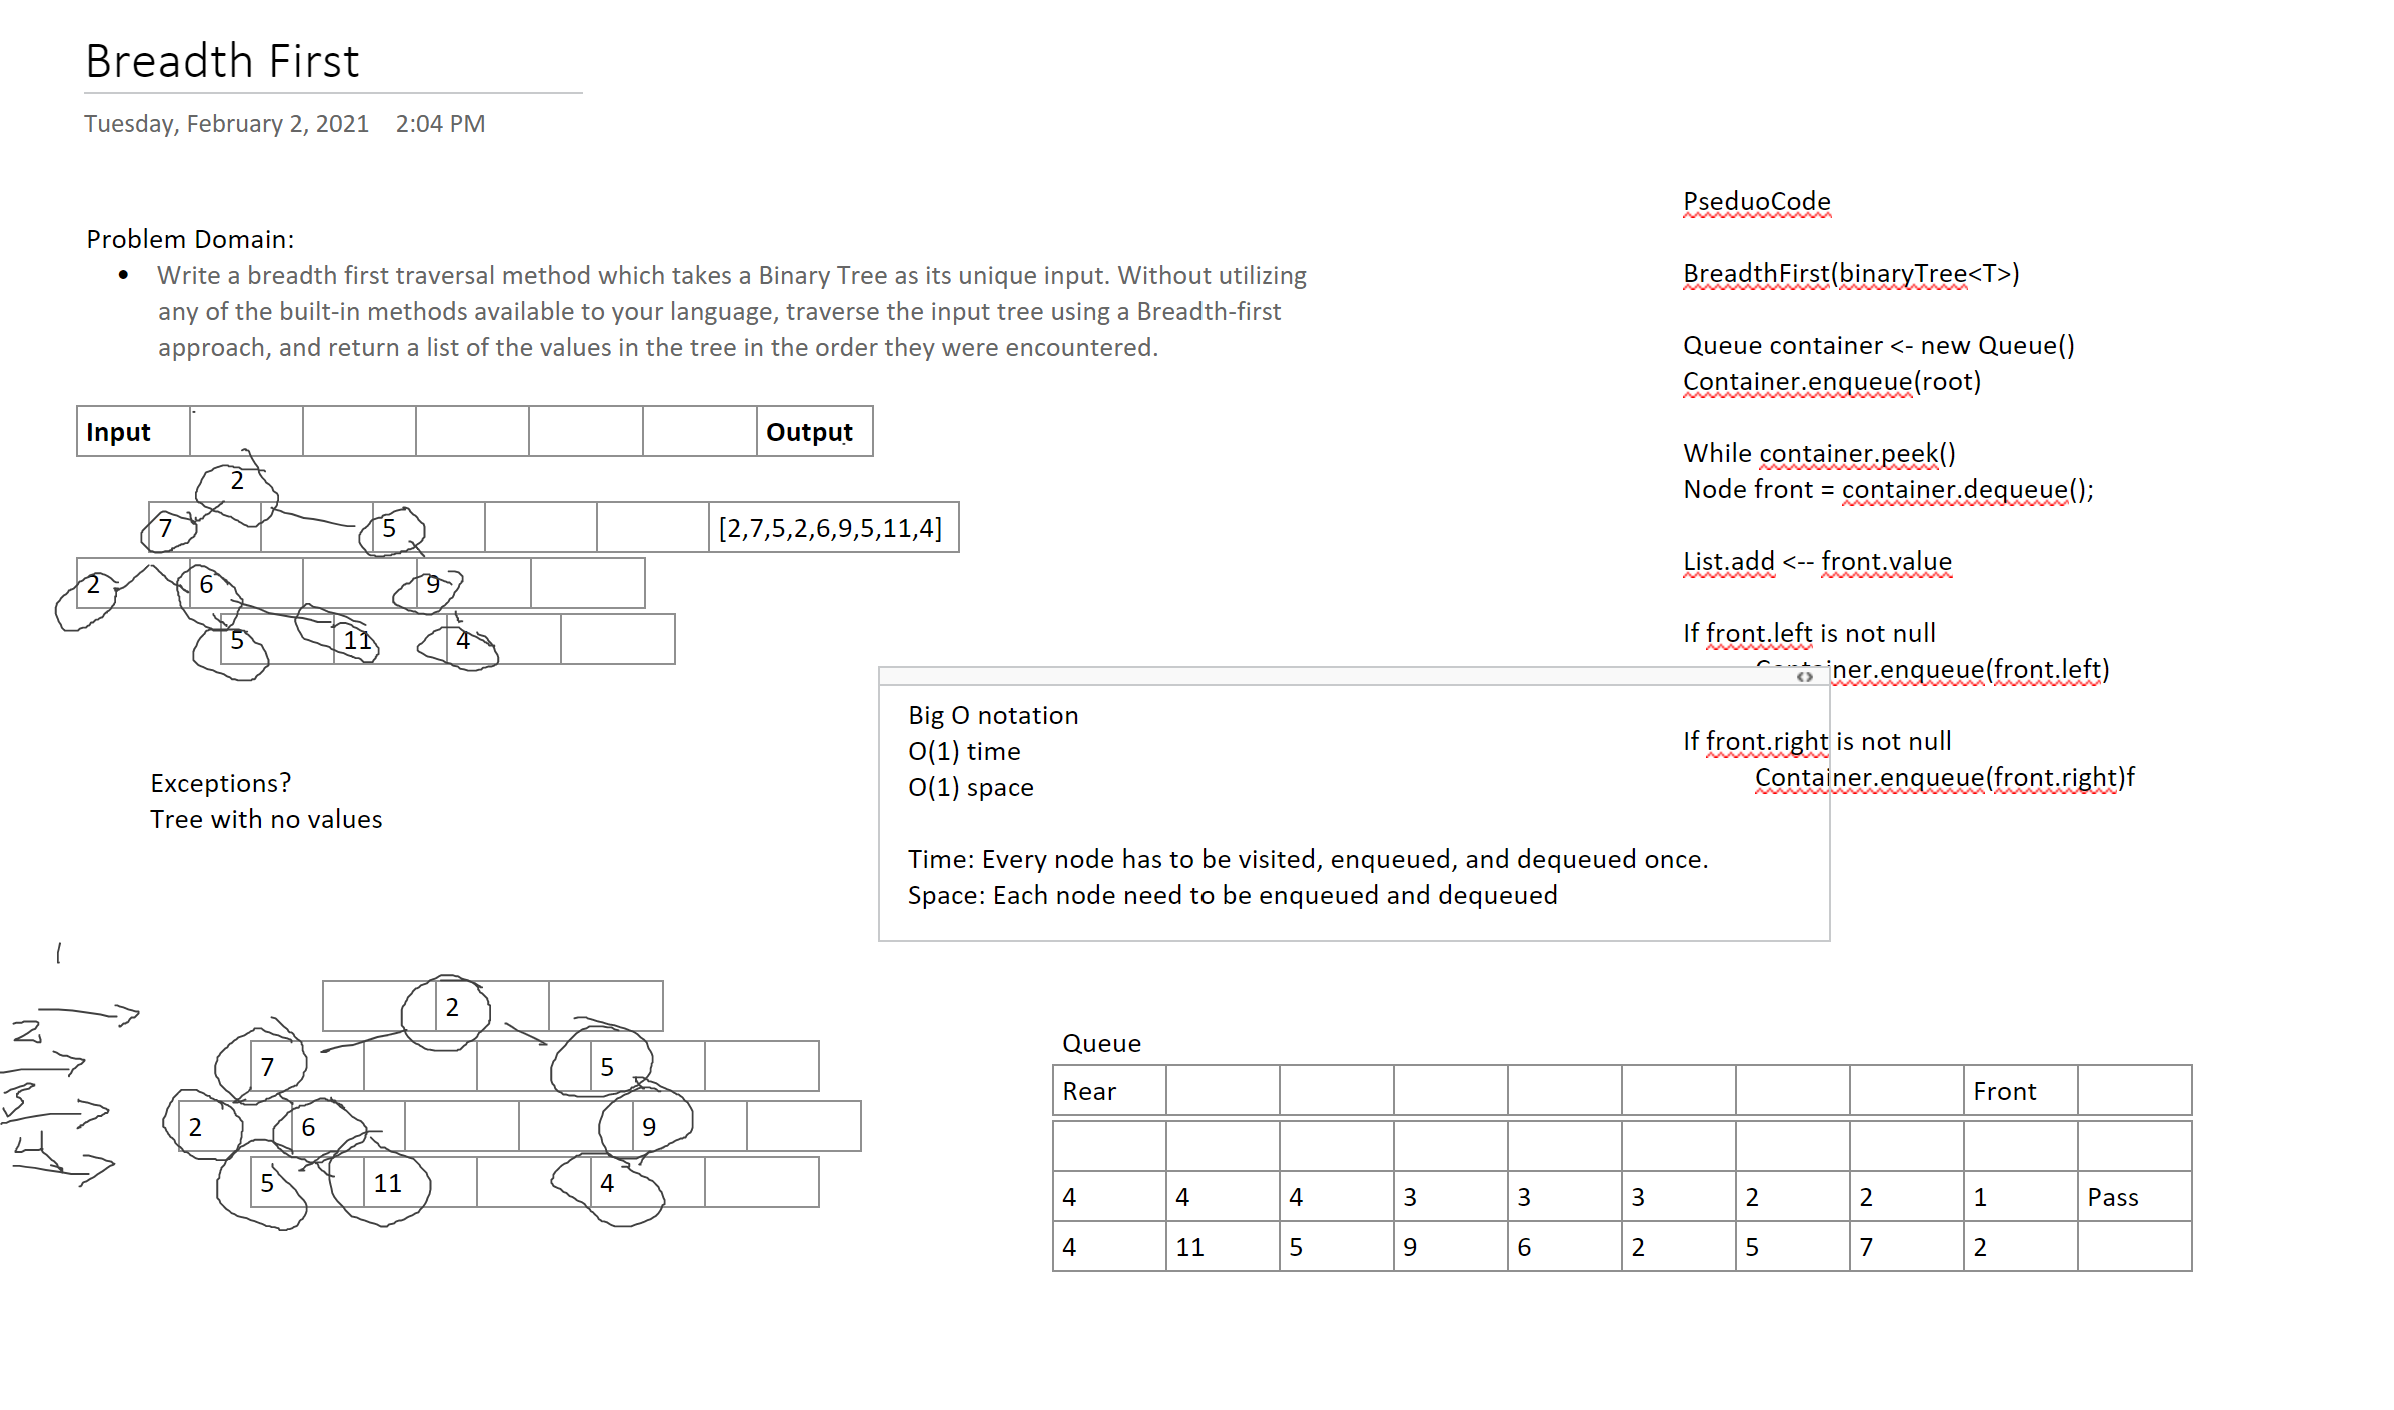 Breadth First
Tuesday, February 2, 2021 2:04 PM
Problem Domain:
• Write a breadth first traversal method which takes a Binary Tree as its unique input. Without utilizing
any of the built-in methods available to your language, traverse the input tree using a Breadth-first
approach, and return a list of the values in the tree in the order they were encountered.
Input Output
2
7 5 [2,7,5,2,6,9,5,11,4]
2 6 9
5 11 4
Exceptions?
Tree with no values
PseduoCode
BreadthFirst(binaryTree<T>)
Queue container <- new Queue()
Container.enqueue(root)
While container.peek()
Node front = container.dequeue();
List.add <-- front.value
If front.left is not null
Container.enqueue(front.left)
If front.right is not null
Container.enqueue(front.right)f
Big O notation
O(1) time
O(1) space
Time: Every node has to be visited, enqueued, and dequeued once.
Space: Each node need to be enqueued and dequeued
1
2
3
4
2
7 5
2 6 9
5 11 4
Queue
Rear Front
4 4 4 3 3 3 2 2 1 Pass
4 11 5 9 6 2 5 7 2